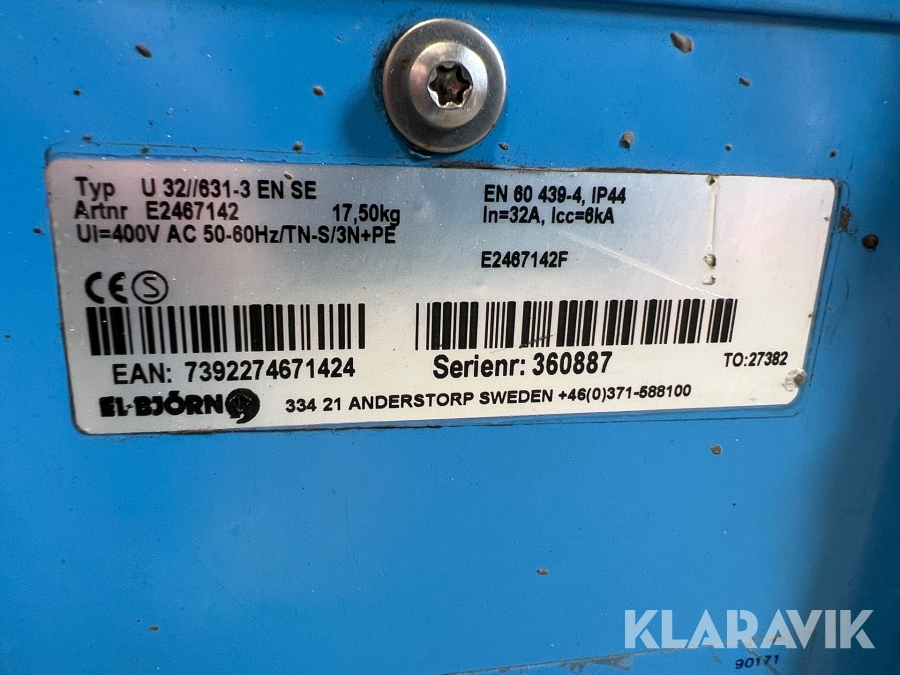 Typ U 32//631-3 EN SE
Artnr E2467142 17,50kg
Ui=400V AC 50-60Hz/TN-S/3N+PE
EN 60 439-4, IP44
In=32A, Icc=6kA
E2467142F
CE S
EAN: 7392274671424
Serienr: 360887
TO:27382
EL-BJÖRN 334 21 ANDERSTORP SWEDEN +46(0)371-588100
KLARAVIK
90171